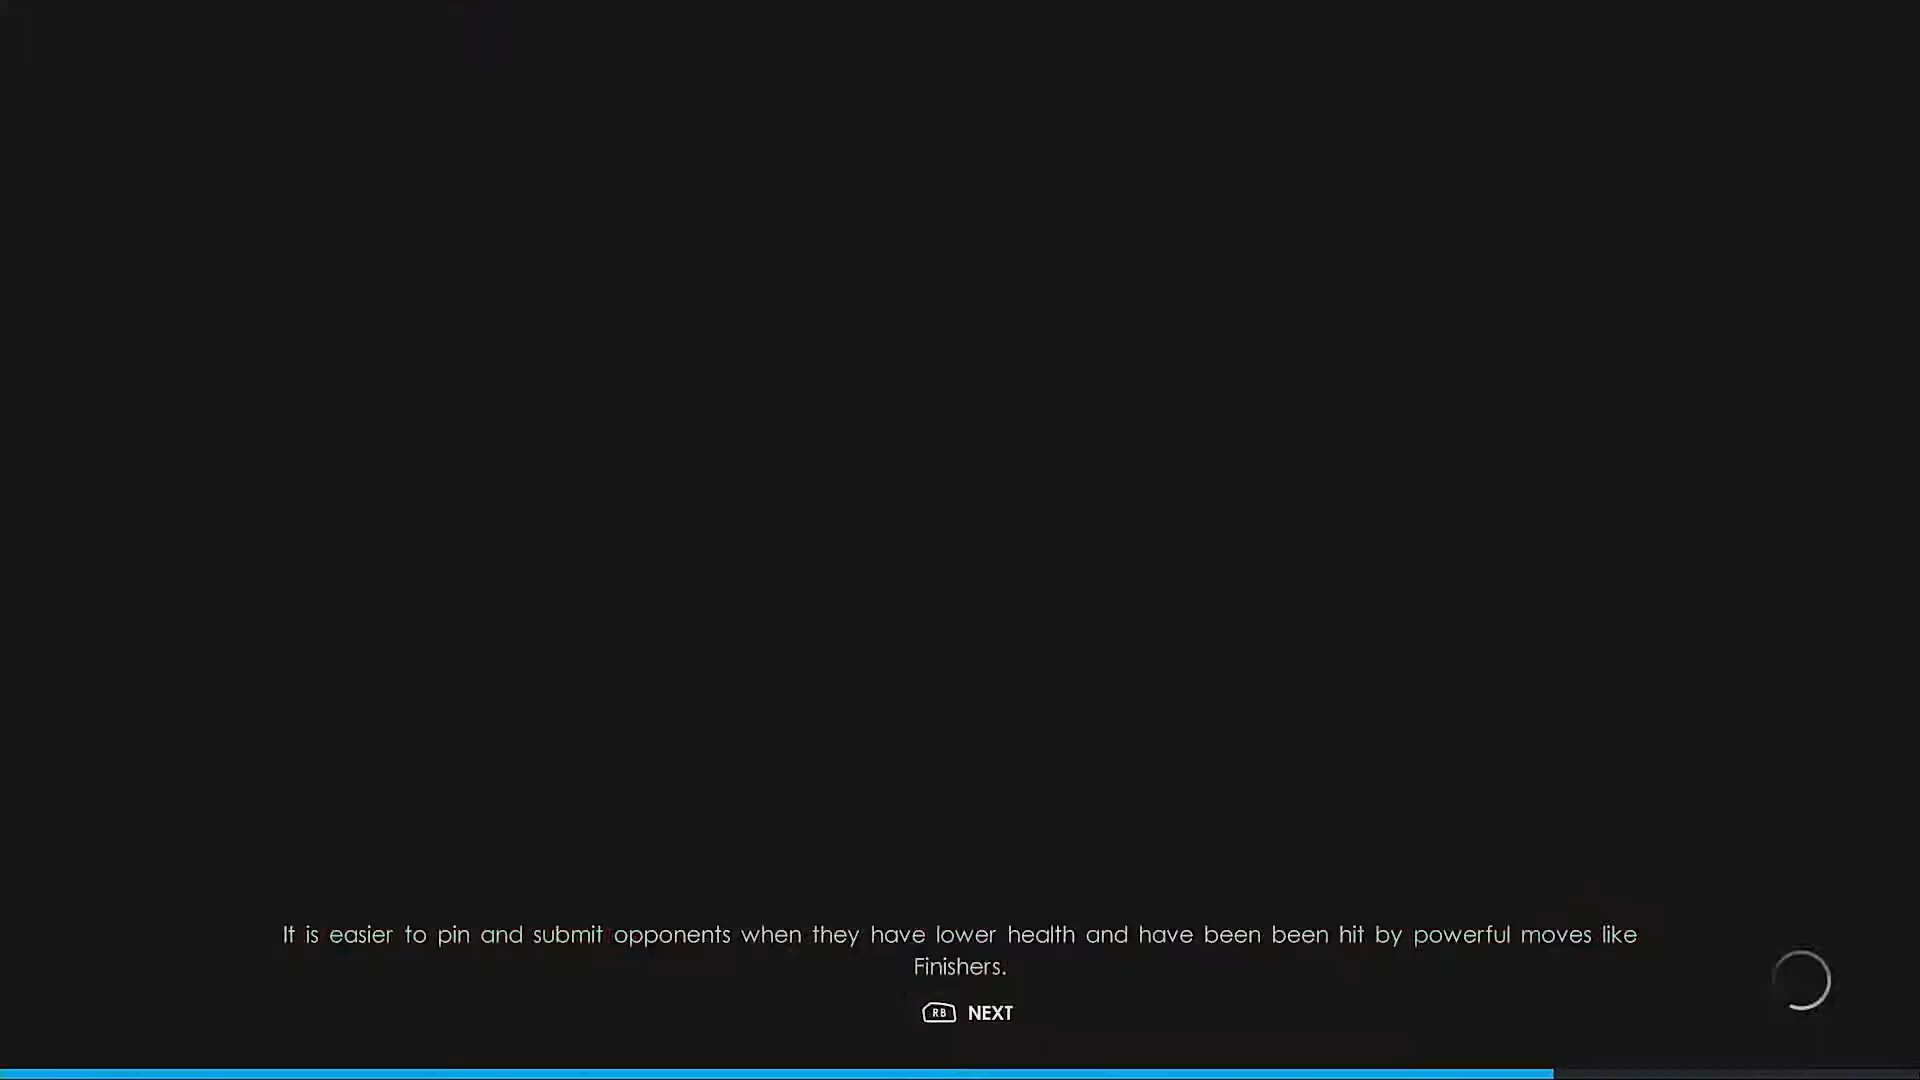 It is easier to pin and submit opponents when they have lower health and have been been hit by powerful moves like
Finishers.
RB NEXT